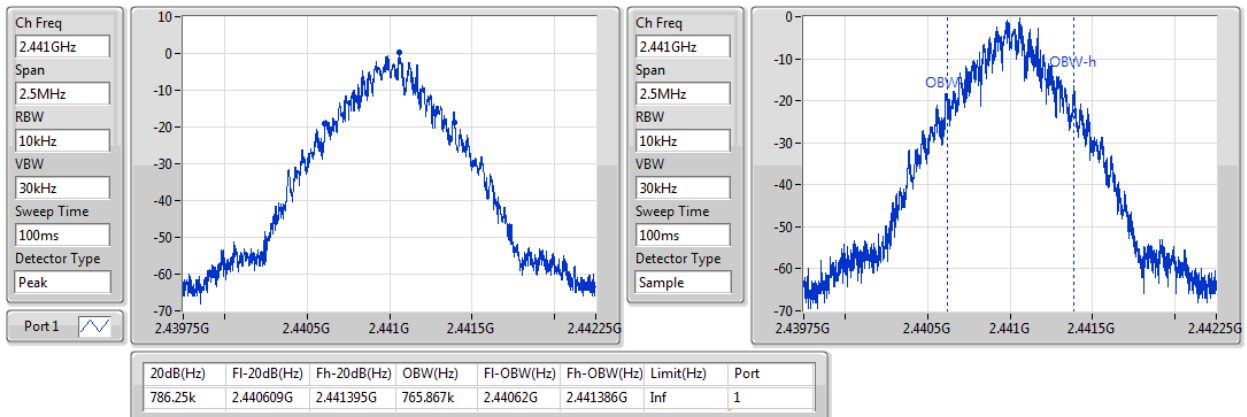 Ch Freq
2.441GHz
Span
2.5MHz
RBW
10kHz
VBW
30kHz
Sweep Time
100ms
Detector Type
Peak
Port 1
10
0
-10
-20
-30
-40
-50
-60
-70
2.43975G 2.4405G 2.441G 2.4415G 2.44225G
Ch Freq
2.441GHz
Span
2.5MHz
RBW
10kHz
VBW
30kHz
Sweep Time
100ms
Detector Type
Sample
0
-10
-20
-30
-40
-50
-60
-70
OBW-h
2.43975G 2.4405G 2.441G 2.4415G 2.44225G
20dB(Hz) Fl-20dB(Hz) Fh-20dB(Hz) OBW(Hz) Fl-OBW(Hz) Fh-OBW(Hz) Limit(Hz) Port
786.25k 2.440609G 2.441395G 765.867k 2.44062G 2.441386G Inf 1